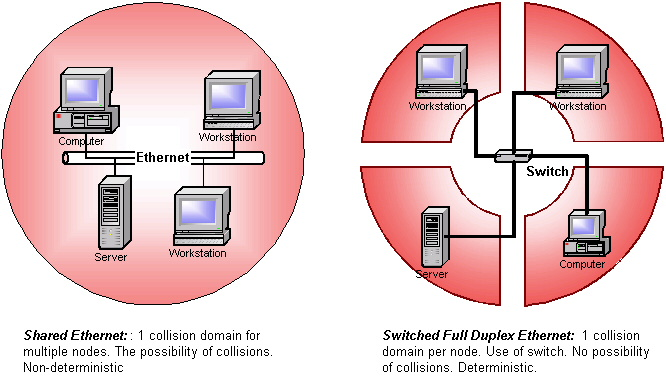 Computer
Workstation
Ethernet
Server
Workstation
Workstation
Workstation
Switch
Server
Computer
Shared Ethernet: : 1 collision domain for
multiple nodes. The possibility of collisions.
Non-deterministic
Switched Full Duplex Ethernet: 1 collision
domain per node. Use of switch. No possibility
of collisions. Deterministic.